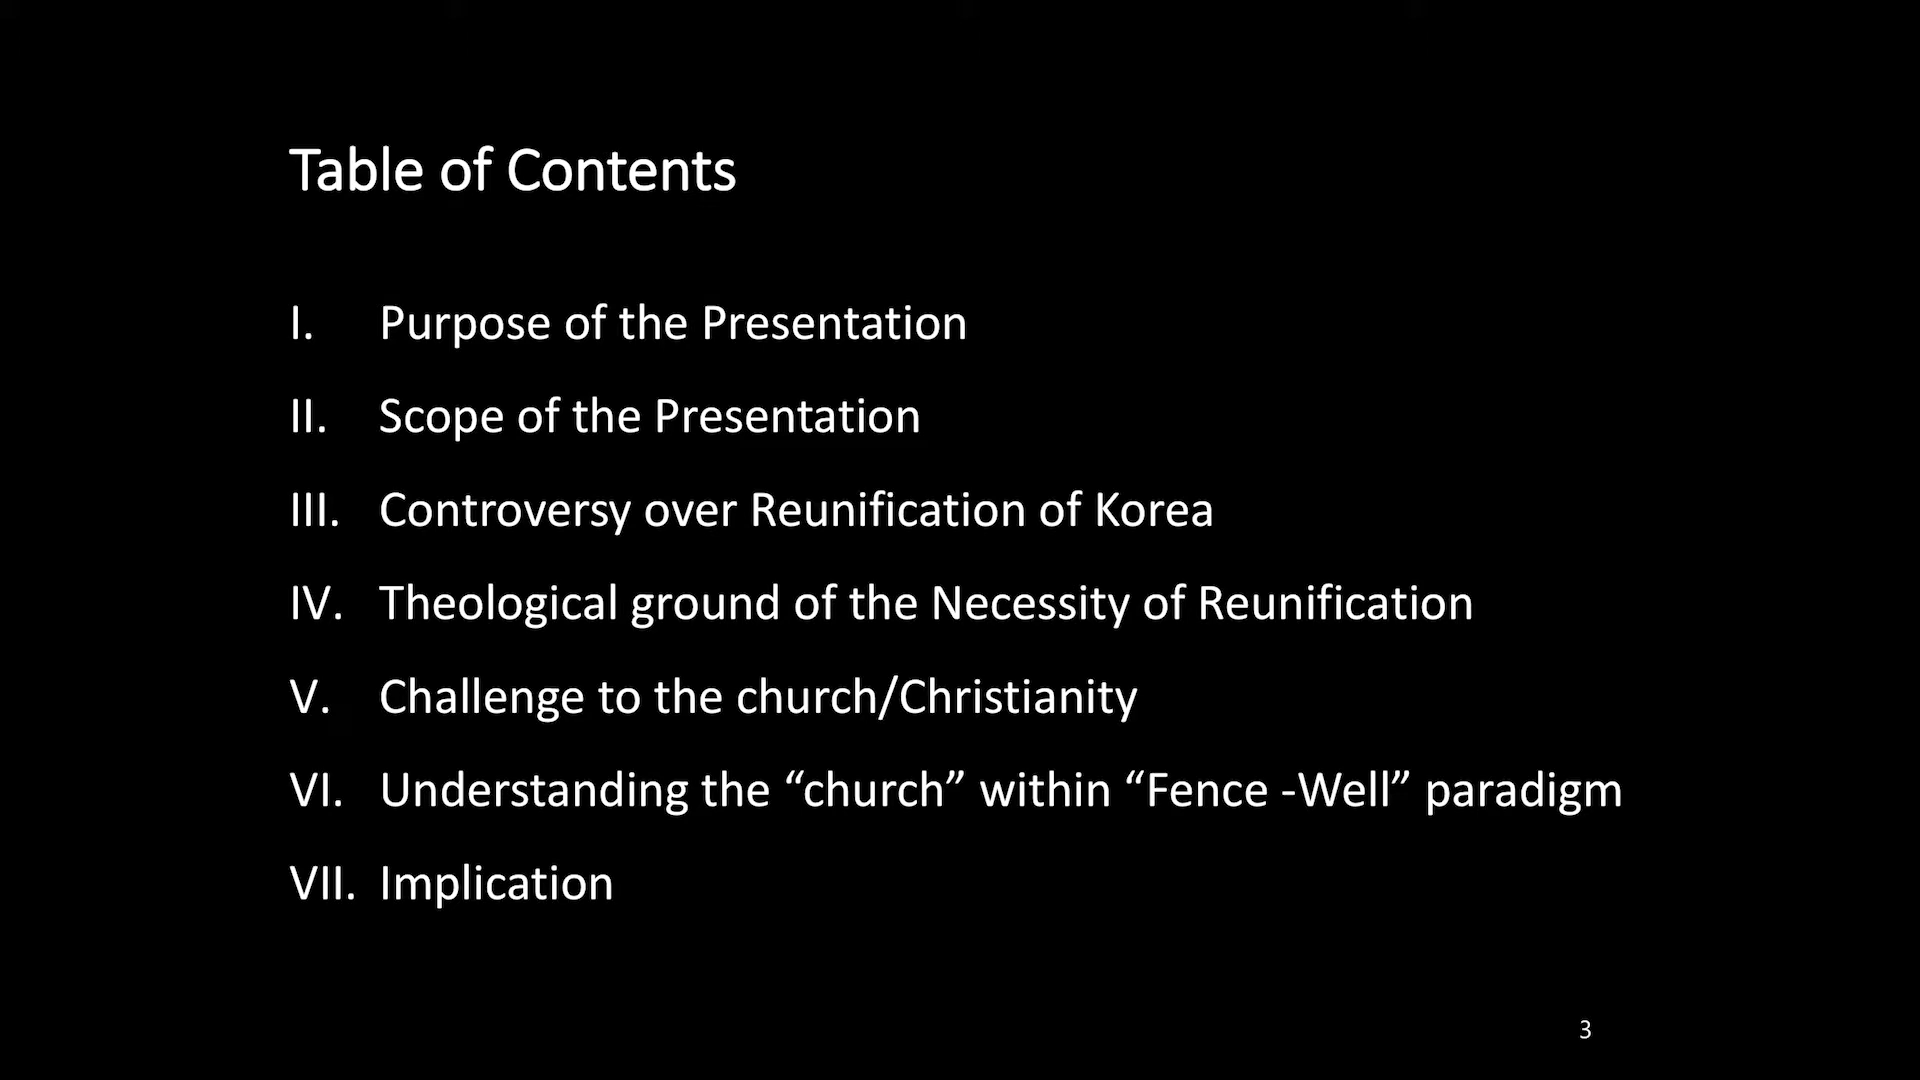 Table of Contents
I. Purpose of the Presentation
II. Scope of the Presentation
III. Controversy over Reunification of Korea
IV. Theological ground of the Necessity of Reunification
V. Challenge to the church/Christianity
VI. Understanding the “church” within “Fence -Well” paradigm
VII. Implication
3